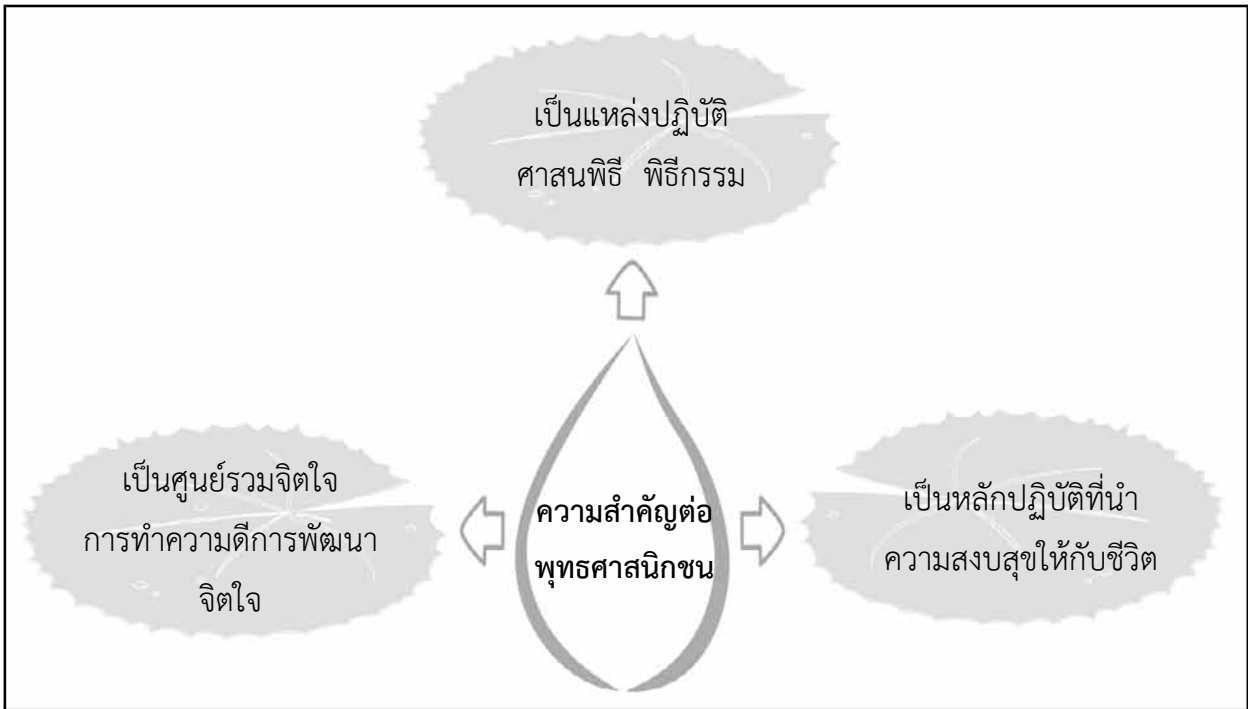 เป็นแหล่งปฏิบัติ
ศาสนพิธี พิธีกรรม
เป็นศูนย์รวมจิตใจ
การทำความดีการพัฒนา
จิตใจ
ความสำคัญต่อ
พุทธศาสนิกชน
เป็นหลักปฏิบัติที่นำ
ความสงบสุขให้กับชีวิต